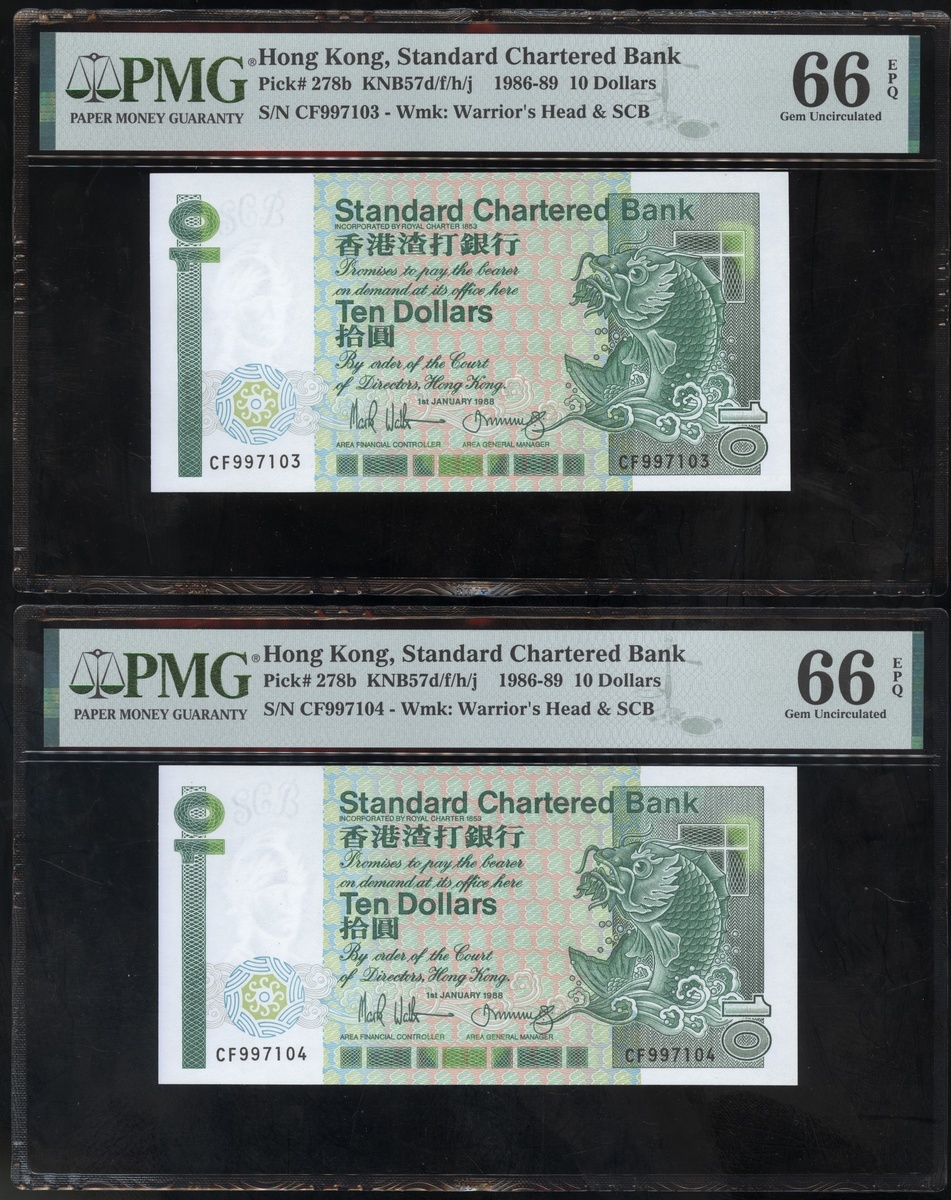 PMG®
PAPER MONEY GUARANTY
Hong Kong, Standard Chartered Bank
Pick# 278b KNB57d/f/h/j 1986-89 10 Dollars
S/N CF997103 - Wmk: Warrior's Head & SCB
66 EPQ
Gem Uncirculated
10
SCB
Standard Chartered Bank
INCORPORATED BY ROYAL CHARTER 1853
香港渣打銀行
Promises to pay the bearer
on demand at its office here
Ten Dollars
拾圓
By order of the Court
of Directors, Hong Kong.
1st JANUARY 1988
AREA FINANCIAL CONTROLLER AREA GENERAL MANAGER
CF997103 CF997103
10
PMG®
PAPER MONEY GUARANTY
Hong Kong, Standard Chartered Bank
Pick# 278b KNB57d/f/h/j 1986-89 10 Dollars
S/N CF997104 - Wmk: Warrior's Head & SCB
66 EPQ
Gem Uncirculated
10
SCB
Standard Chartered Bank
INCORPORATED BY ROYAL CHARTER 1853
香港渣打銀行
Promises to pay the bearer
on demand at its office here
Ten Dollars
拾圓
By order of the Court
of Directors, Hong Kong.
1st JANUARY 1988
AREA FINANCIAL CONTROLLER AREA GENERAL MANAGER
CF997104 CF997104
10